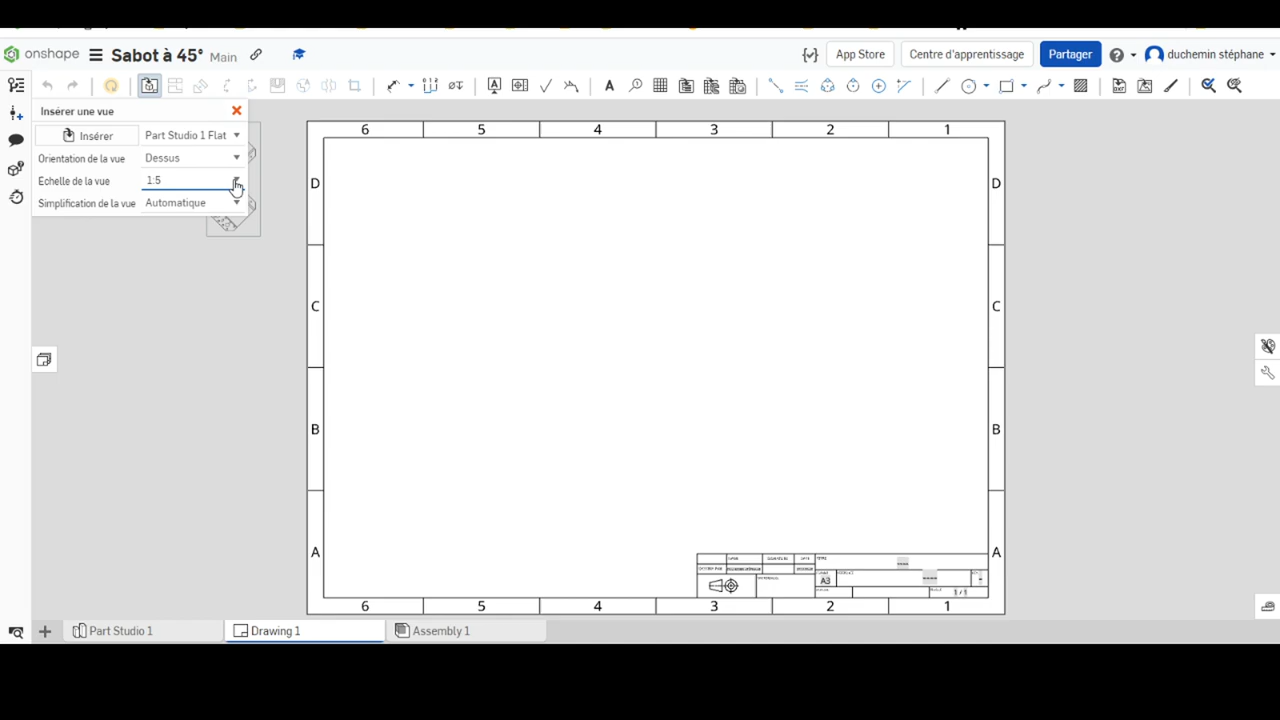 onshape Sabot à 45° Main App Store Centre d'apprentissage Partager duchemin stéphane
Insérer une vue
Insérer Part Studio 1 Flat
Orientation de la vue Dessus
Echelle de la vue 1:5
Simplification de la vue Automatique
6 5 4 3 2 1
D D
C C
B B
A A
A3
1 / 1
6 5 4 3 2 1
Part Studio 1 Drawing 1 Assembly 1